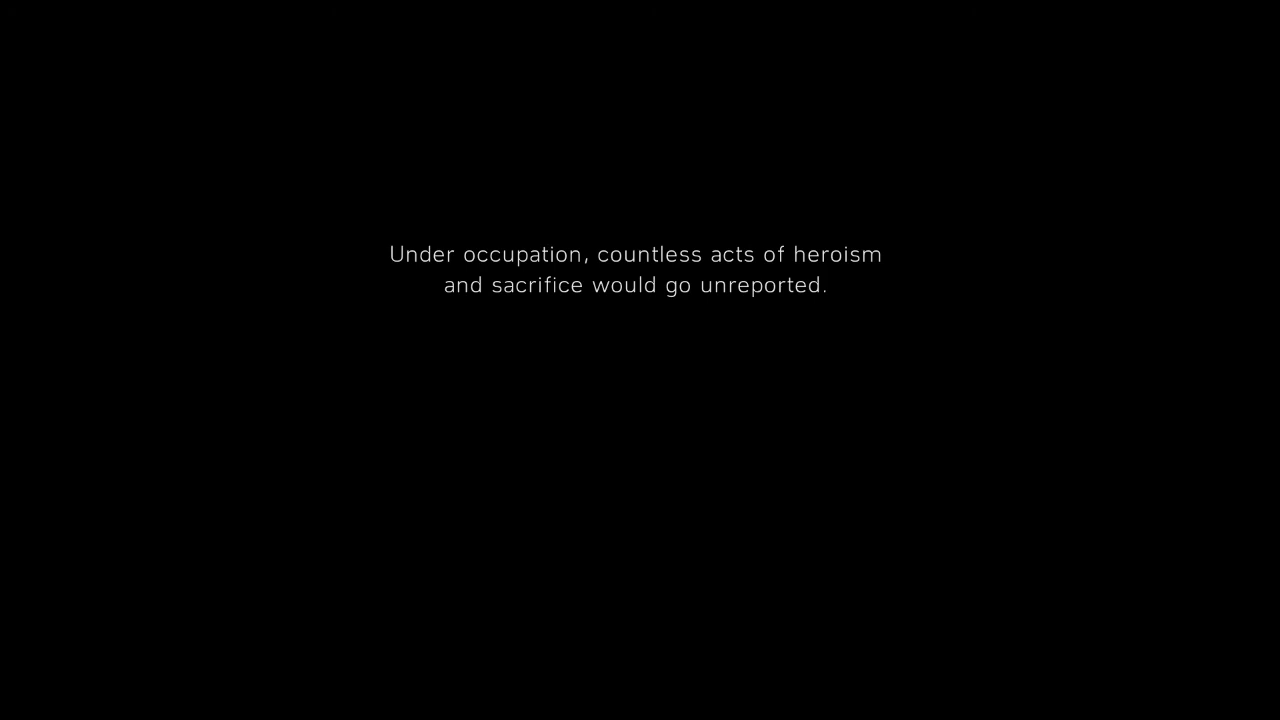 Under occupation, countless acts of heroism
and sacrifice would go unreported.